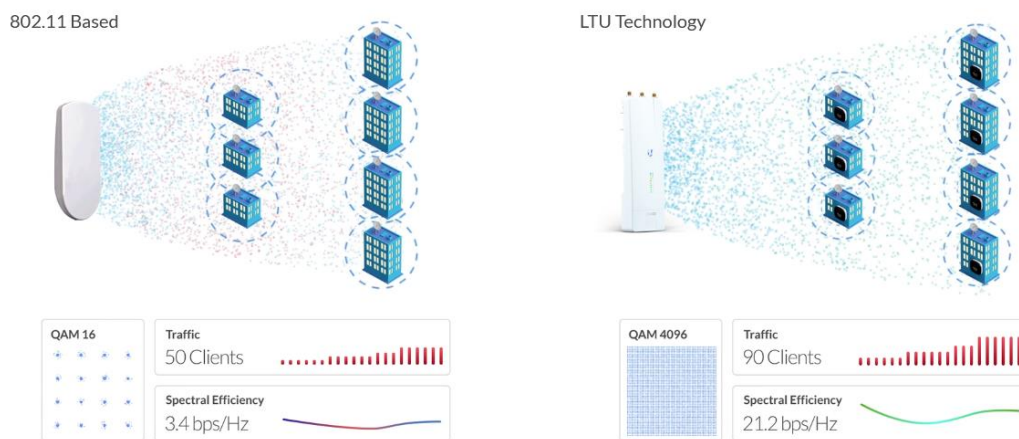 802.11 Based
LTU Technology
QAM 16
Traffic
50 Clients
Spectral Efficiency
3.4 bps/Hz
QAM 4096
Traffic
90 Clients
Spectral Efficiency
21.2 bps/Hz